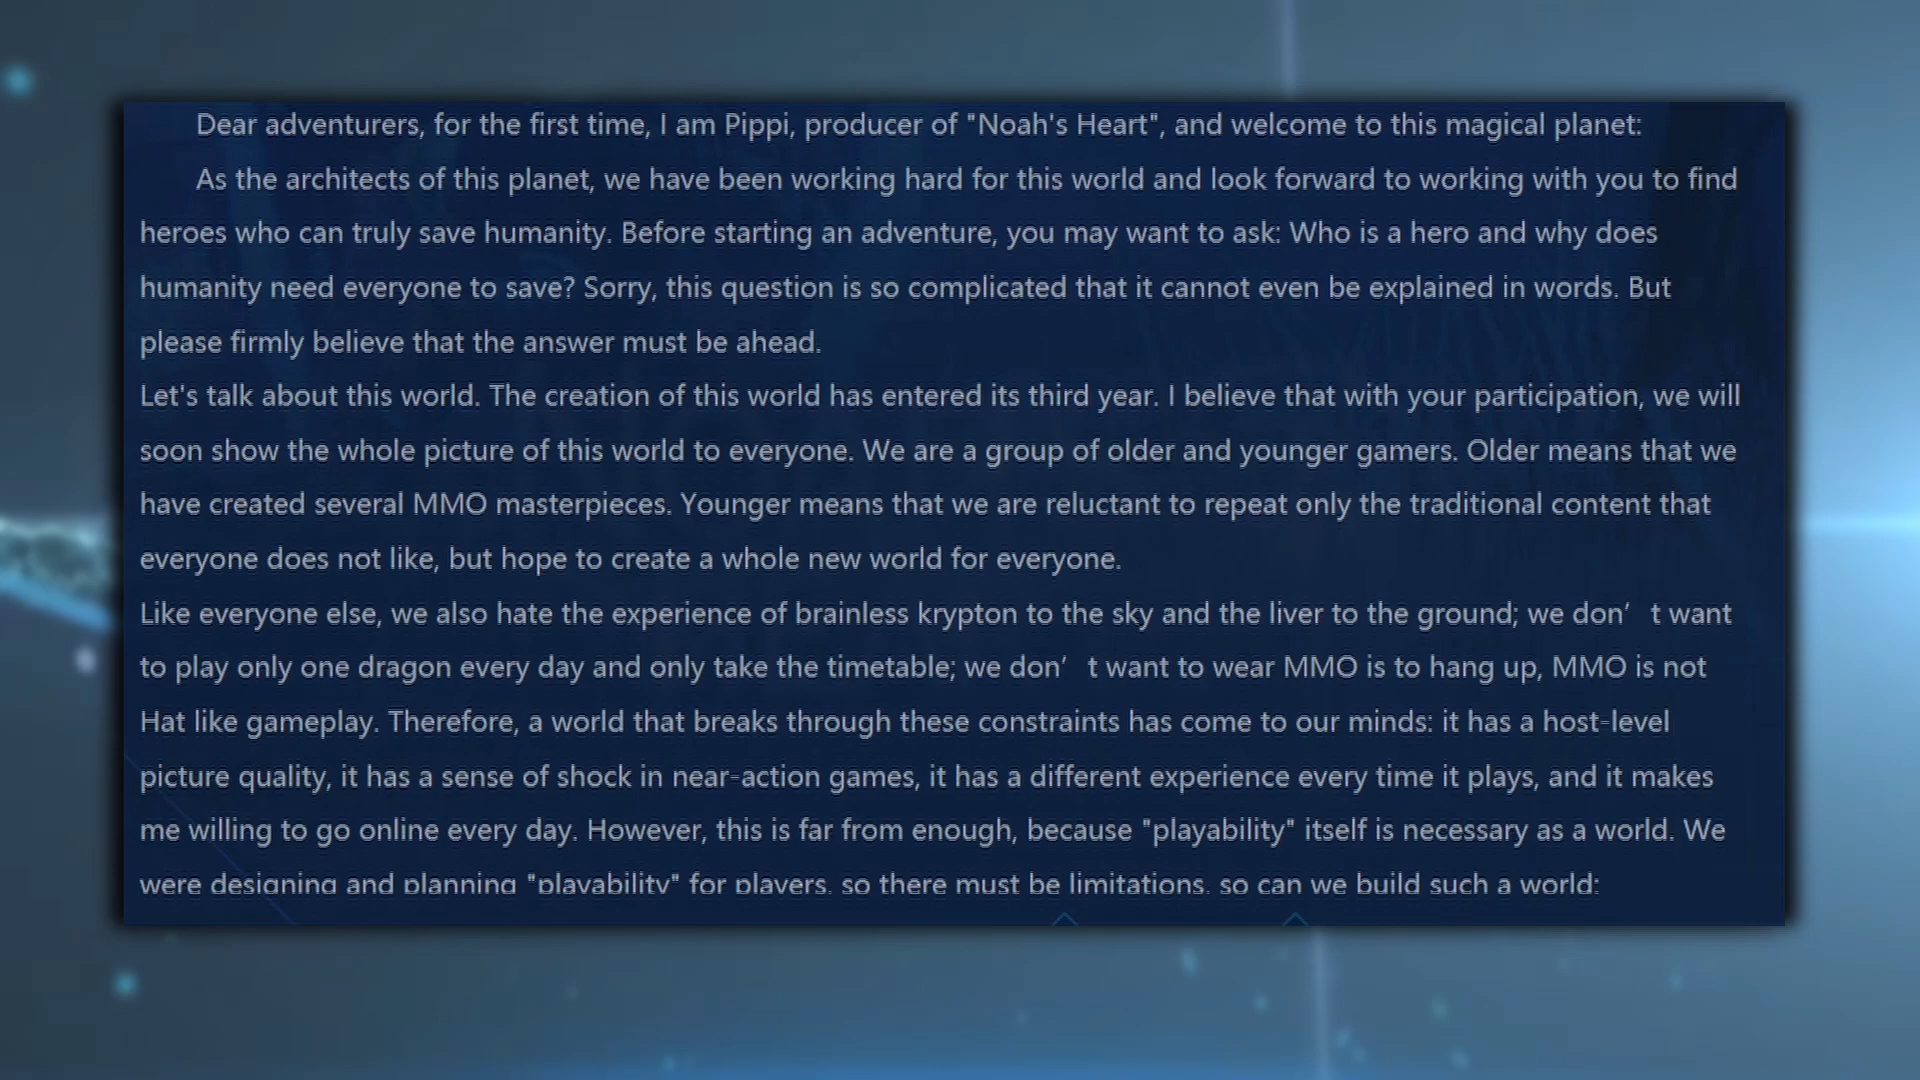 Dear adventurers, for the first time, I am Pippi, producer of "Noah's Heart", and welcome to this magical planet:
As the architects of this planet, we have been working hard for this world and look forward to working with you to find
heroes who can truly save humanity. Before starting an adventure, you may want to ask: Who is a hero and why does
humanity need everyone to save? Sorry, this question is so complicated that it cannot even be explained in words. But
please firmly believe that the answer must be ahead.
Let's talk about this world. The creation of this world has entered its third year. I believe that with your participation, we will
soon show the whole picture of this world to everyone. We are a group of older and younger gamers. Older means that we
have created several MMO masterpieces. Younger means that we are reluctant to repeat only the traditional content that
everyone does not like, but hope to create a whole new world for everyone.
Like everyone else, we also hate the experience of brainless krypton to the sky and the liver to the ground; we don’ t want
to play only one dragon every day and only take the timetable; we don’ t want to wear MMO is to hang up, MMO is not
Hat like gameplay. Therefore, a world that breaks through these constraints has come to our minds: it has a host-level
picture quality, it has a sense of shock in near-action games, it has a different experience every time it plays, and it makes
me willing to go online every day. However, this is far from enough, because "playability" itself is necessary as a world. We
were designing and planning "playability" for players, so there must be limitations, so can we build such a world: